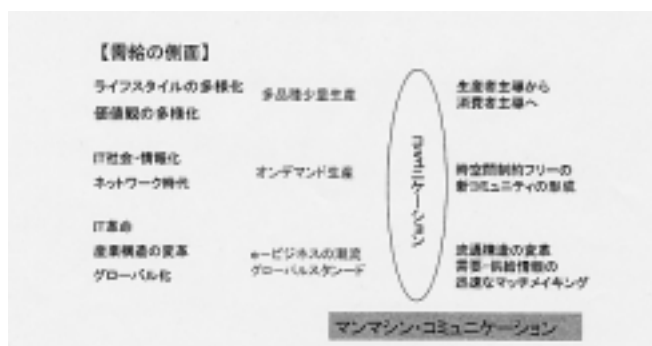 【需給の側面】
ライフスタイルの多様化
価値観の多様化
多品種少量生産
生産者主導から
消費者主導へ
IT社会・情報化
ネットワーク時代
オンデマンド生産
時空間制約フリーの
新コミュニティの形成
IT革命
産業構造の変革
グローバル化
e-ビジネスの潮流
グローバルスタンード
流通構造の変革
需要・供給情報の
迅速なマッチメイキング
コミュニケーション
マンマシン・コミュニケーション